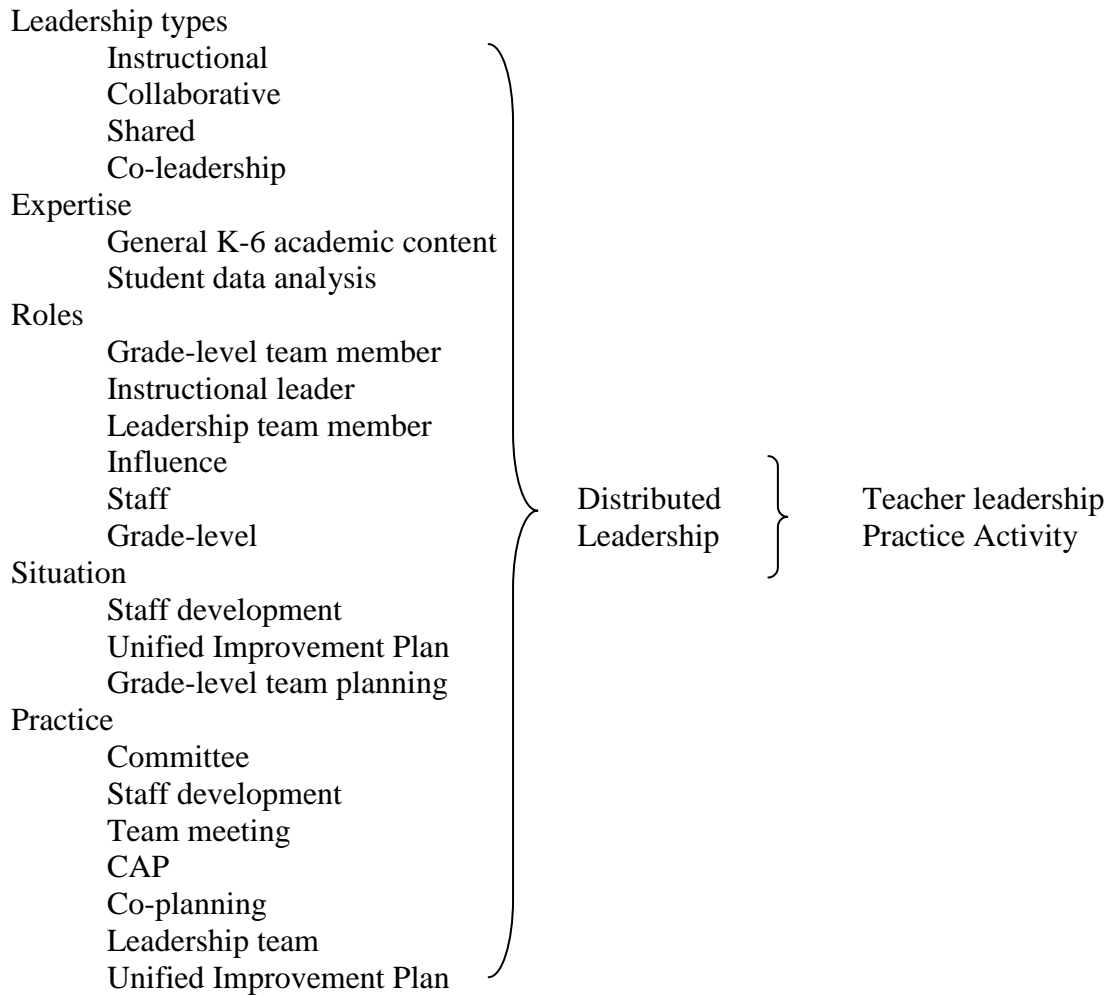 Leadership types
Instructional
Collaborative
Shared
Co-leadership
Expertise
General K-6 academic content
Student data analysis
Roles
Grade-level team member
Instructional leader
Leadership team member
Influence
Staff
Grade-level
Situation
Staff development
Unified Improvement Plan
Grade-level team planning
Practice
Committee
Staff development
Team meeting
CAP
Co-planning
Leadership team
Unified Improvement Plan
Distributed
Leadership
Teacher leadership
Practice Activity